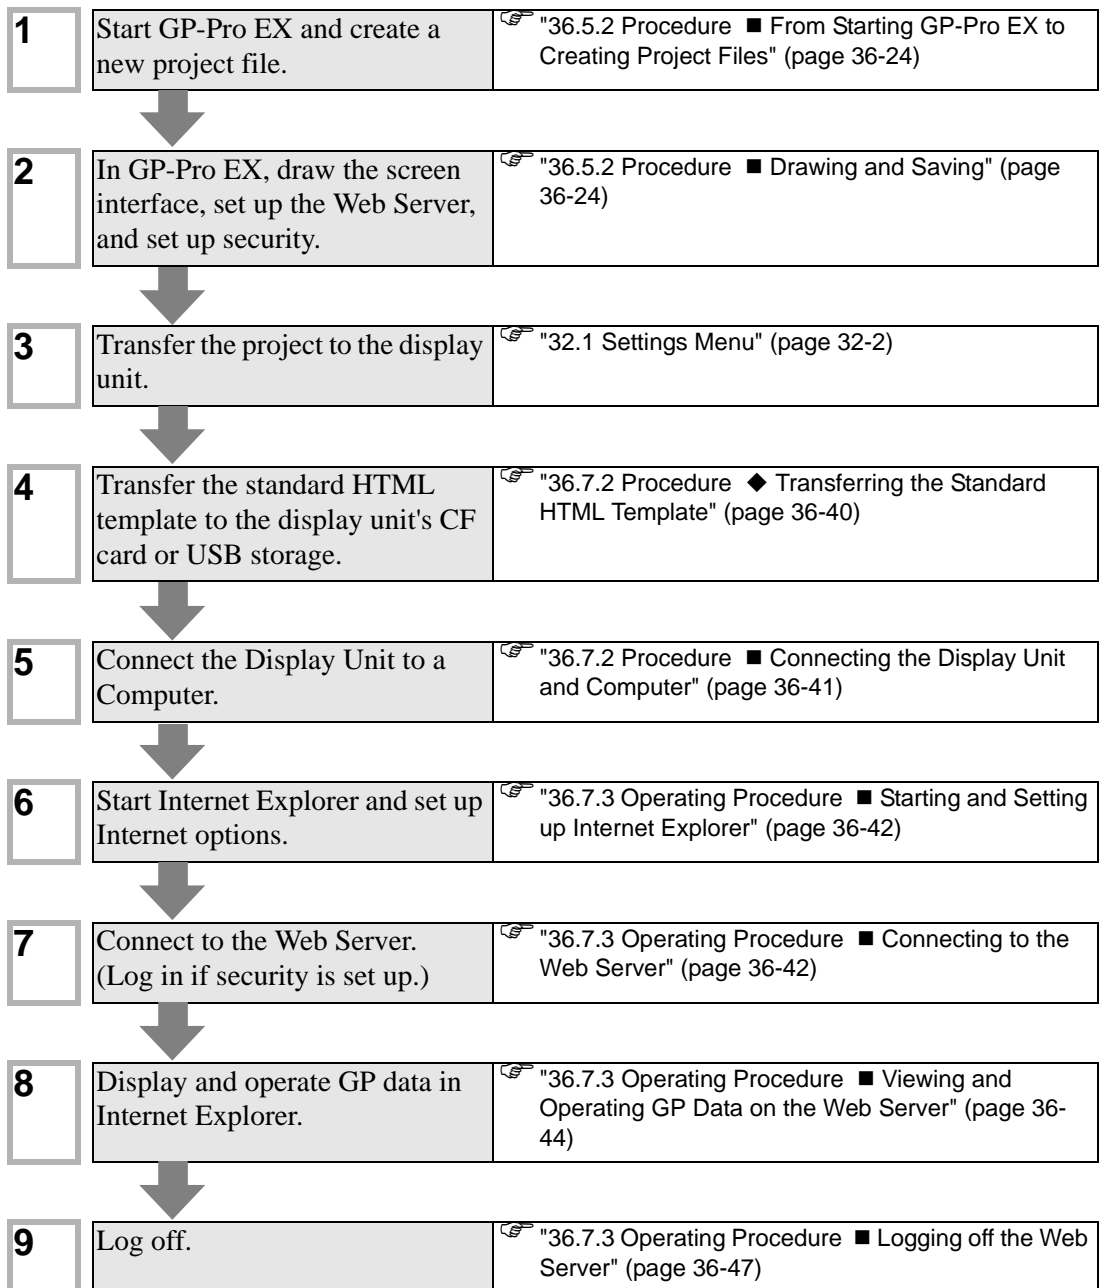 1
Start GP-Pro EX and create a
new project file.
☞ "36.5.2 Procedure ■ From Starting GP-Pro EX to
Creating Project Files" (page 36-24)
2
In GP-Pro EX, draw the screen
interface, set up the Web Server,
and set up security.
☞ "36.5.2 Procedure ■ Drawing and Saving" (page
36-24)
3
Transfer the project to the display
unit.
☞ "32.1 Settings Menu" (page 32-2)
4
Transfer the standard HTML
template to the display unit's CF
card or USB storage.
☞ "36.7.2 Procedure ◆ Transferring the Standard
HTML Template" (page 36-40)
5
Connect the Display Unit to a
Computer.
☞ "36.7.2 Procedure ■ Connecting the Display Unit
and Computer" (page 36-41)
6
Start Internet Explorer and set up
Internet options.
☞ "36.7.3 Operating Procedure ■ Starting and Setting
up Internet Explorer" (page 36-42)
7
Connect to the Web Server.
(Log in if security is set up.)
☞ "36.7.3 Operating Procedure ■ Connecting to the
Web Server" (page 36-42)
8
Display and operate GP data in
Internet Explorer.
☞ "36.7.3 Operating Procedure ■ Viewing and
Operating GP Data on the Web Server" (page 36-
44)
9
Log off.
☞ "36.7.3 Operating Procedure ■ Logging off the Web
Server" (page 36-47)